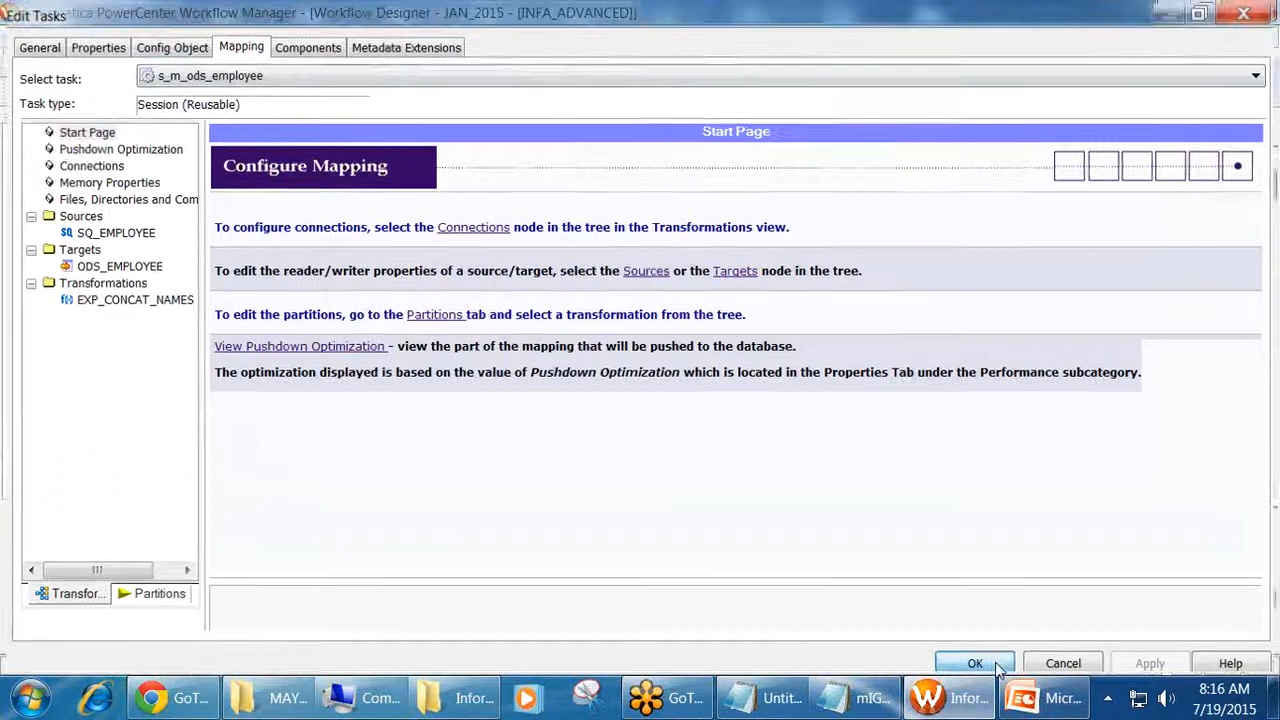 Edit Tasks
atica PowerCenter Workflow Manager - [Workflow Designer - JAN_2015 - [INFA_ADVANCED]]
General Properties Config Object Mapping Components Metadata Extensions
Select task: s_m_ods_employee
Task type: Session (Reusable)
Start Page
Pushdown Optimization
Connections
Memory Properties
Files, Directories and Com
Sources
SQ_EMPLOYEE
Targets
ODS_EMPLOYEE
Transformations
EXP_CONCAT_NAMES
Transfor... Partitions
Start Page
Configure Mapping
To configure connections, select the Connections node in the tree in the Transformations view.
To edit the reader/writer properties of a source/target, select the Sources or the Targets node in the tree.
To edit the partitions, go to the Partitions tab and select a transformation from the tree.
View Pushdown Optimization - view the part of the mapping that will be pushed to the database.
The optimization displayed is based on the value of Pushdown Optimization which is located in the Properties Tab under the Performance subcategory.
OK Cancel Apply Help
GoT... MAY... Com... Infor... GoT... Untit... mIG... Infor... Micr...
8:16 AM
7/19/2015